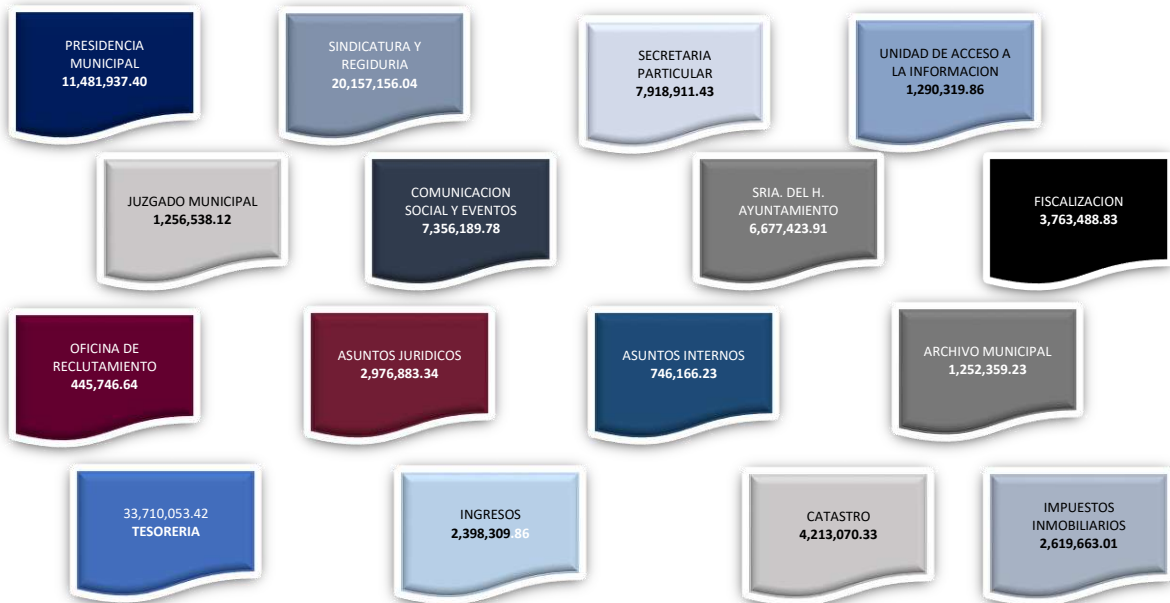 PRESIDENCIA
MUNICIPAL
11,481,937.40
SINDICATURA Y
REGIDURIA
20,157,156.04
SECRETARIA
PARTICULAR
7,918,911.43
UNIDAD DE ACCESO A
LA INFORMACION
1,290,319.86
JUZGADO MUNICIPAL
1,256,538.12
COMUNICACION
SOCIAL Y EVENTOS
7,356,189.78
SRIA. DEL H.
AYUNTAMIENTO
6,677,423.91
FISCALIZACION
3,763,488.83
OFICINA DE
RECLUTAMIENTO
445,746.64
ASUNTOS JURIDICOS
2,976,883.34
ASUNTOS INTERNOS
746,166.23
ARCHIVO MUNICIPAL
1,252,359.23
33,710,053.42
TESORERIA
INGRESOS
2,398,309.86
CATASTRO
4,213,070.33
IMPUESTOS
INMOBILIARIOS
2,619,663.01